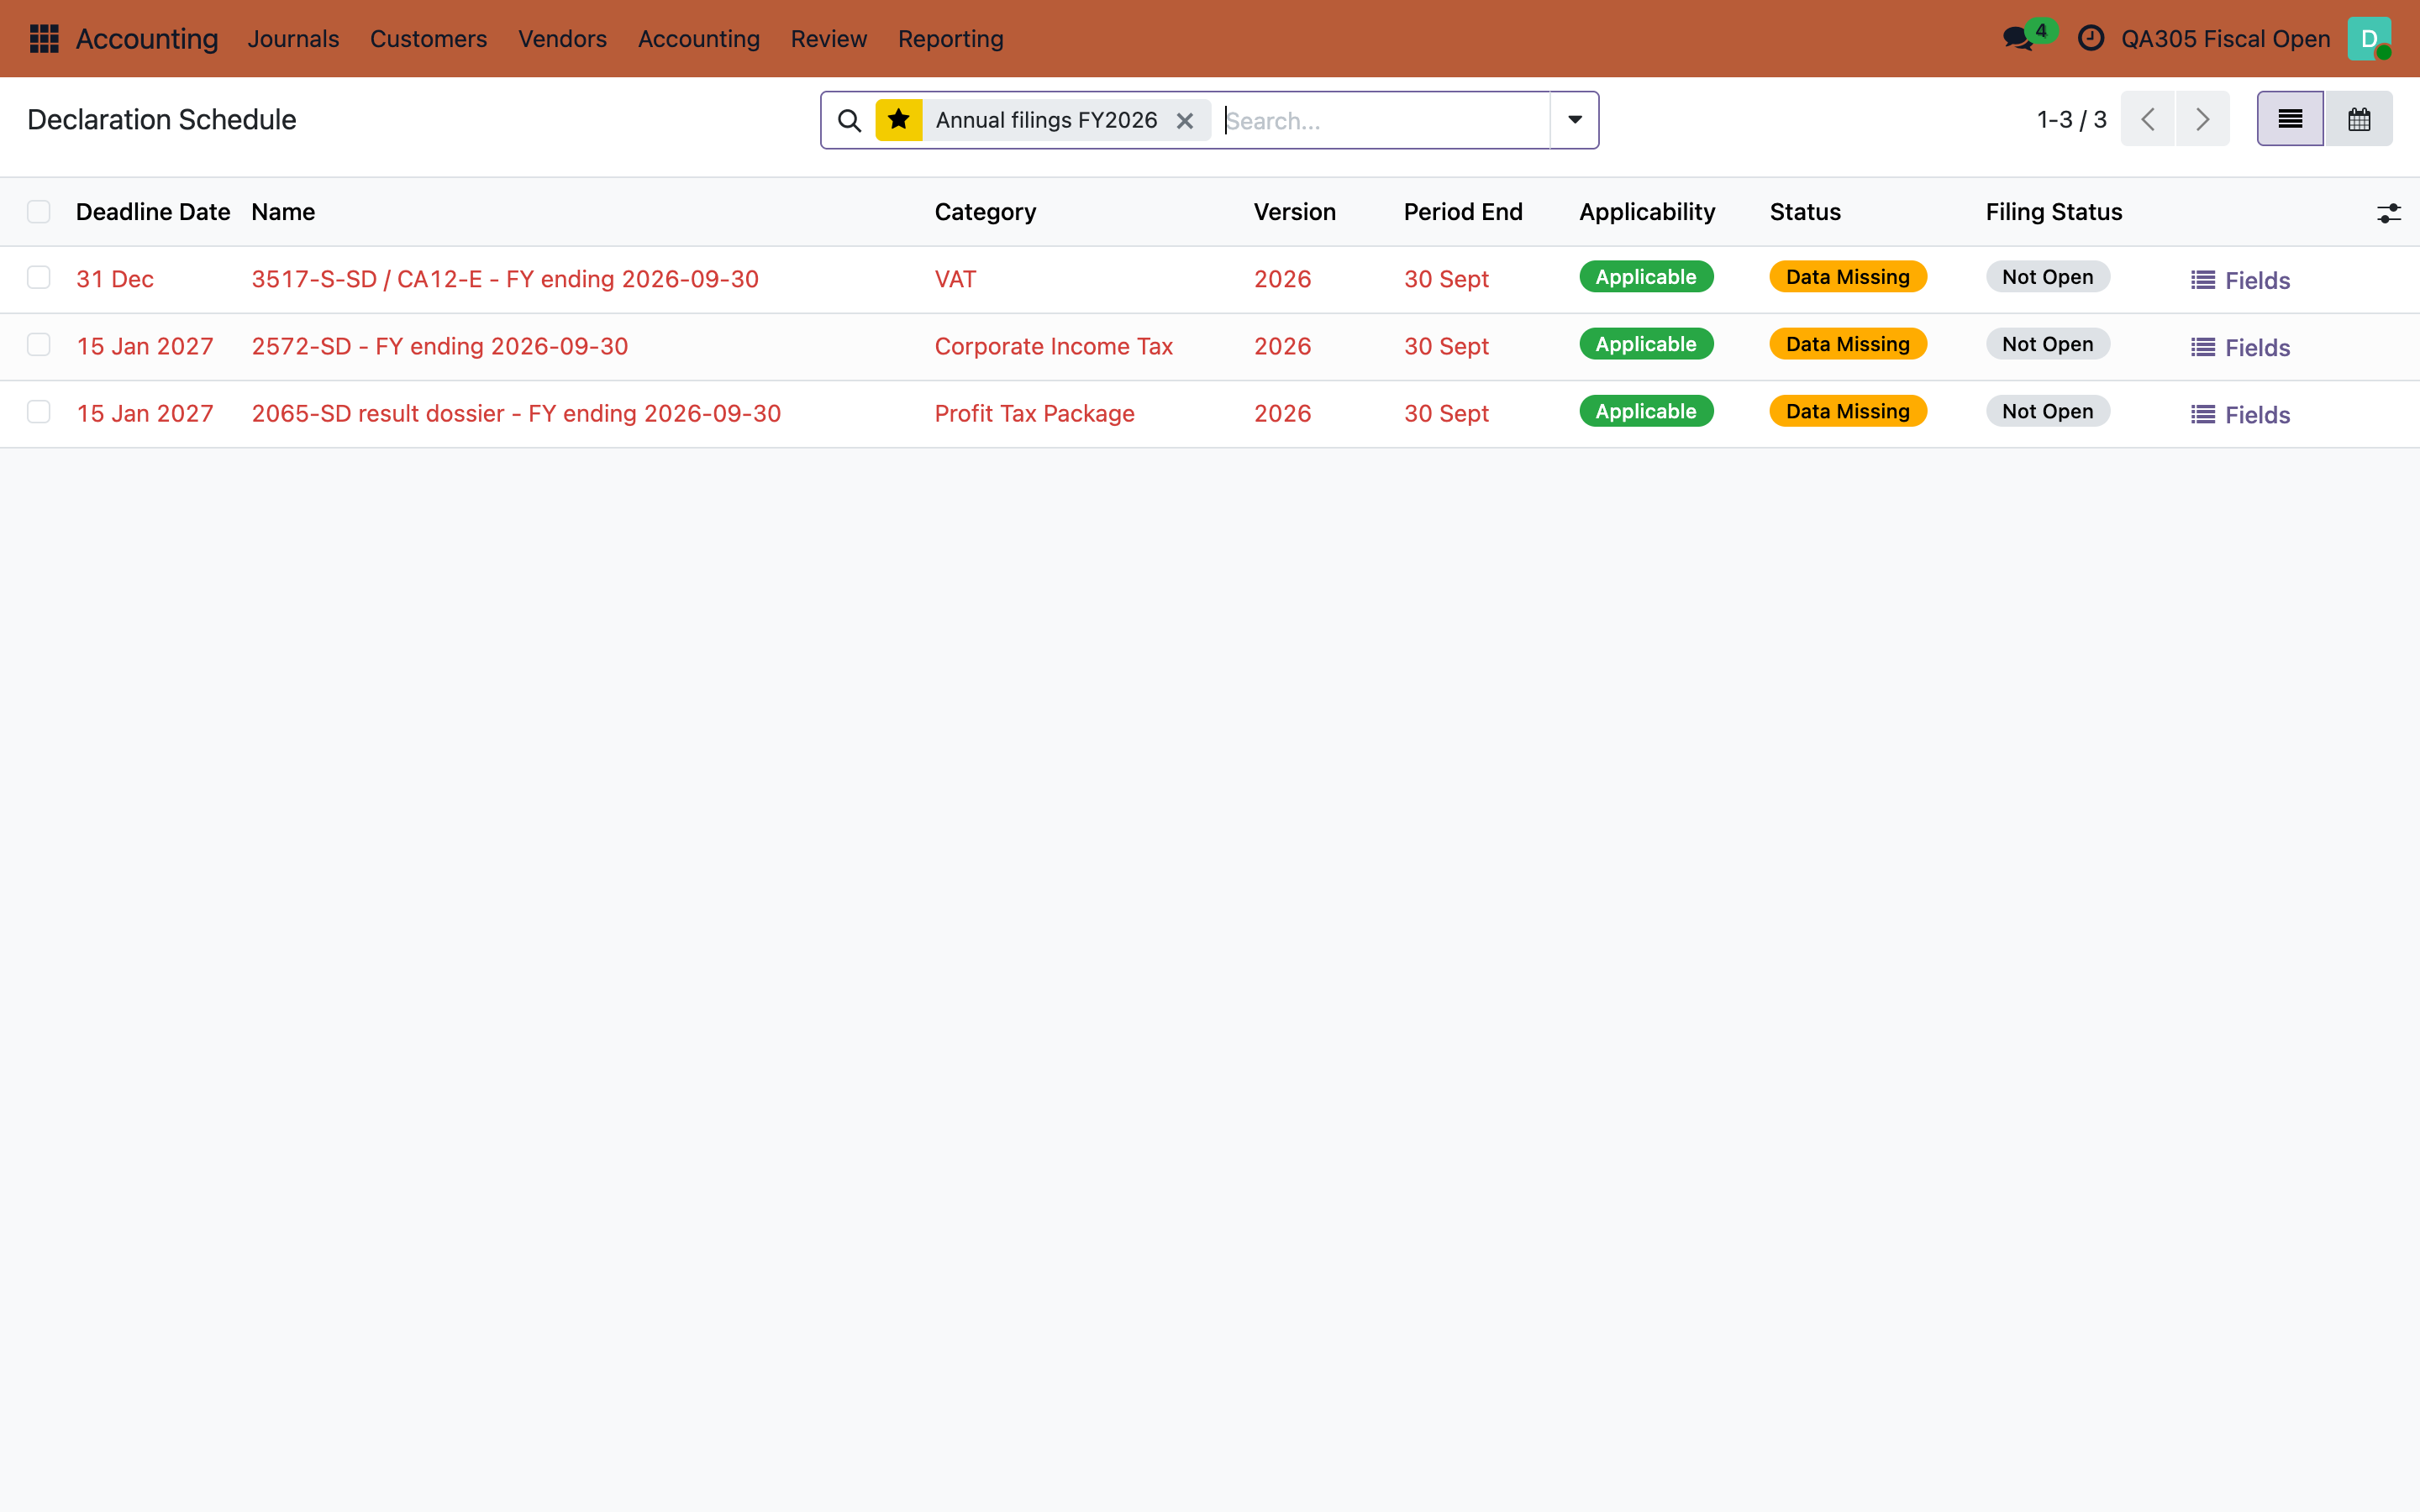 Accounting Journals Customers Vendors Accounting Review Reporting 4 QA305 Fiscal Open D
Declaration Schedule Annual filings FY2026 Search... 1-3 / 3
Deadline Date Name Category Version Period End Applicability Status Filing Status
31 Dec 3517-S-SD / CA12-E - FY ending 2026-09-30 VAT 2026 30 Sept Applicable Data Missing Not Open Fields
15 Jan 2027 2572-SD - FY ending 2026-09-30 Corporate Income Tax 2026 30 Sept Applicable Data Missing Not Open Fields
15 Jan 2027 2065-SD result dossier - FY ending 2026-09-30 Profit Tax Package 2026 30 Sept Applicable Data Missing Not Open Fields